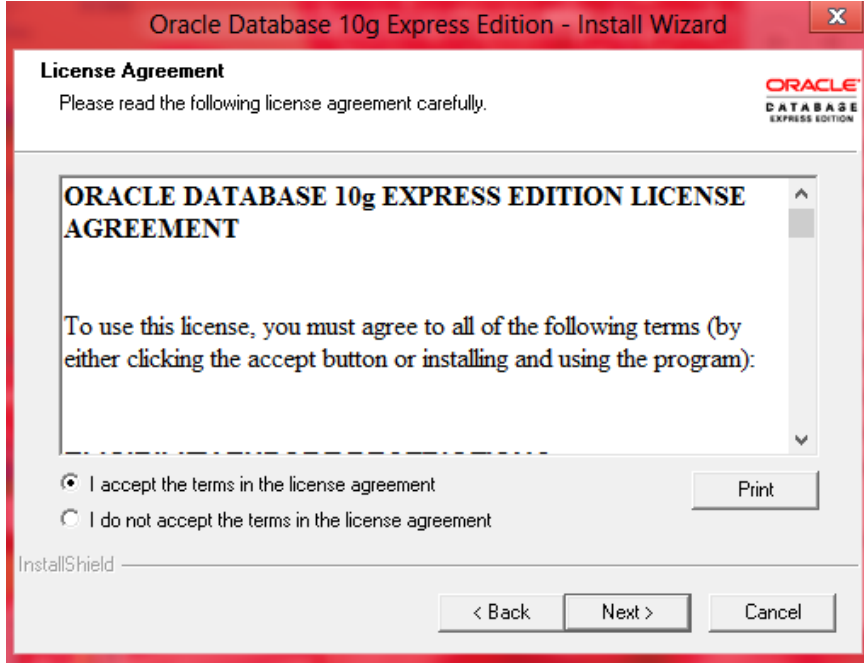 Oracle Database 10g Express Edition - Install Wizard
x
License Agreement
Please read the following license agreement carefully.
ORACLE
DATABASE
EXPRESS EDITION
ORACLE DATABASE 10g EXPRESS EDITION LICENSE
AGREEMENT
To use this license, you must agree to all of the following terms (by
either clicking the accept button or installing and using the program):
I accept the terms in the license agreement
Print
I do not accept the terms in the license agreement
InstallShield
< Back
Next >
Cancel